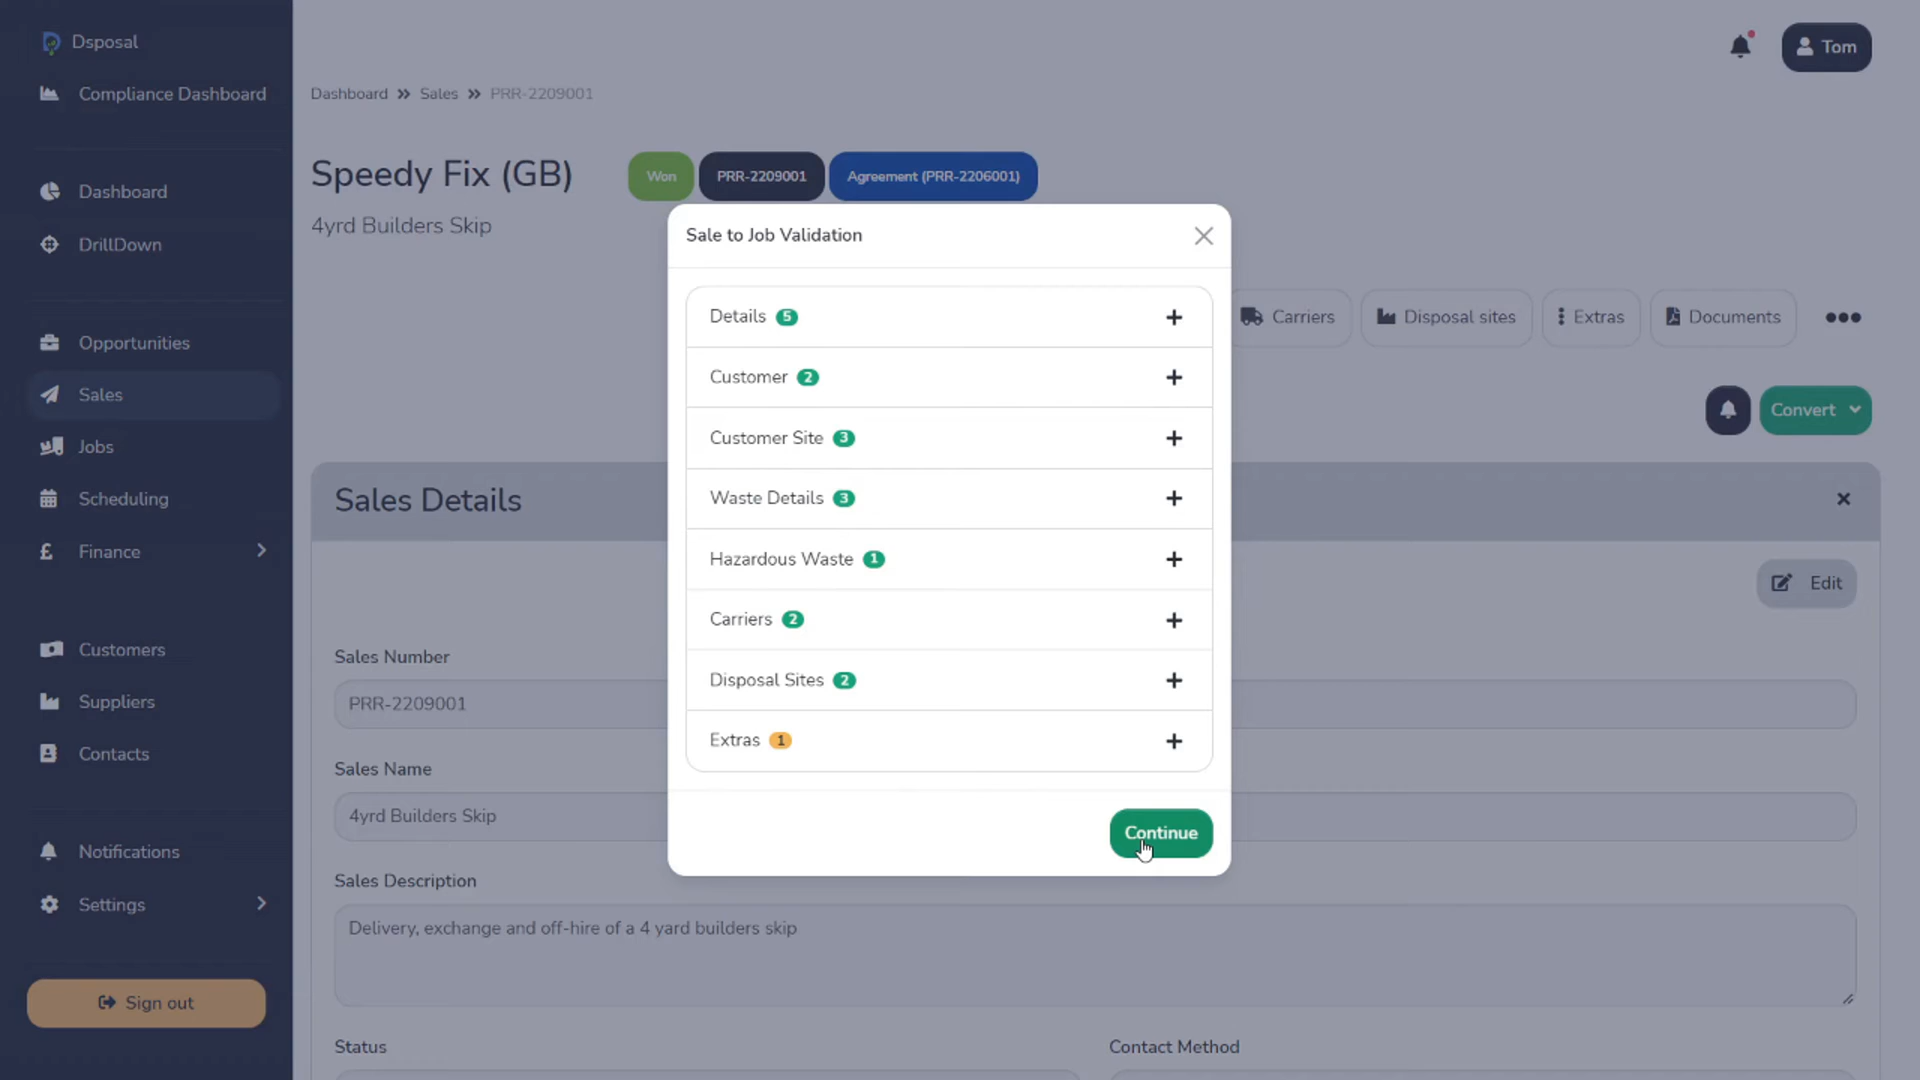 Dsposal
Compliance Dashboard
Dashboard
DrillDown
Opportunities
Sales
Jobs
Scheduling
£ Finance
Customers
Suppliers
Contacts
Notifications
Settings
Sign out
Tom
Dashboard » Sales » PRR-2209001
Speedy Fix (GB)
Won
PRR-2209001
Agreement (PRR-2206001)
4yrd Builders Skip
Carriers
Disposal sites
Extras
Documents
Convert
Sales Details
Edit
Sales Number
PRR-2209001
Sales Name
4yrd Builders Skip
Sales Description
Delivery, exchange and off-hire of a 4 yard builders skip
Status
Contact Method
Sale to Job Validation
Details 5
Customer 2
Customer Site 3
Waste Details 3
Hazardous Waste 1
Carriers 2
Disposal Sites 2
Extras 1
Continue